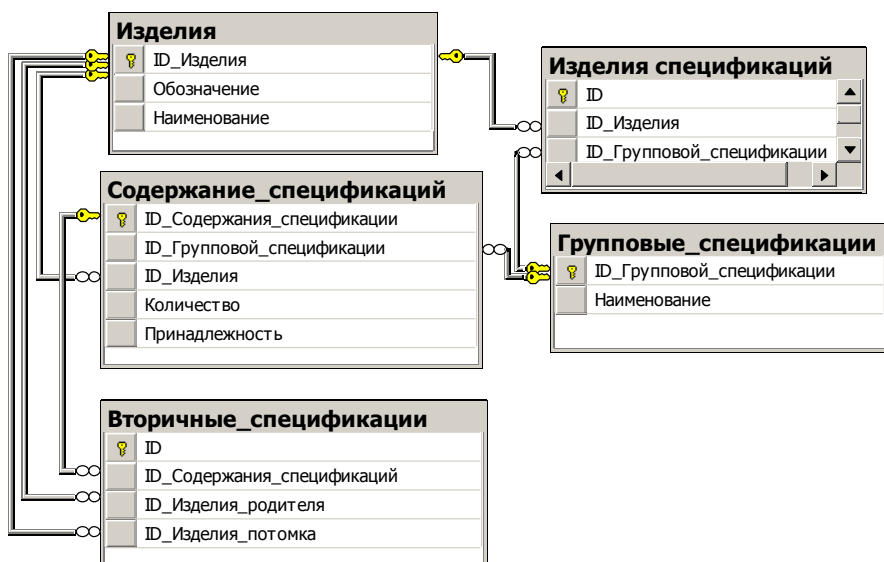 Изделия
ID_Изделия
Обозначение
Наименование
Изделия спецификаций
ID
ID_Изделия
ID_Групповой_спецификации
Содержание_спецификаций
ID_Содержания_спецификации
ID_Групповой_спецификации
ID_Изделия
Количество
Принадлежность
Групповые_спецификации
ID_Групповой_спецификации
Наименование
Вторичные_спецификации
ID
ID_Содержания_спецификаций
ID_Изделия_родителя
ID_Изделия_потомка